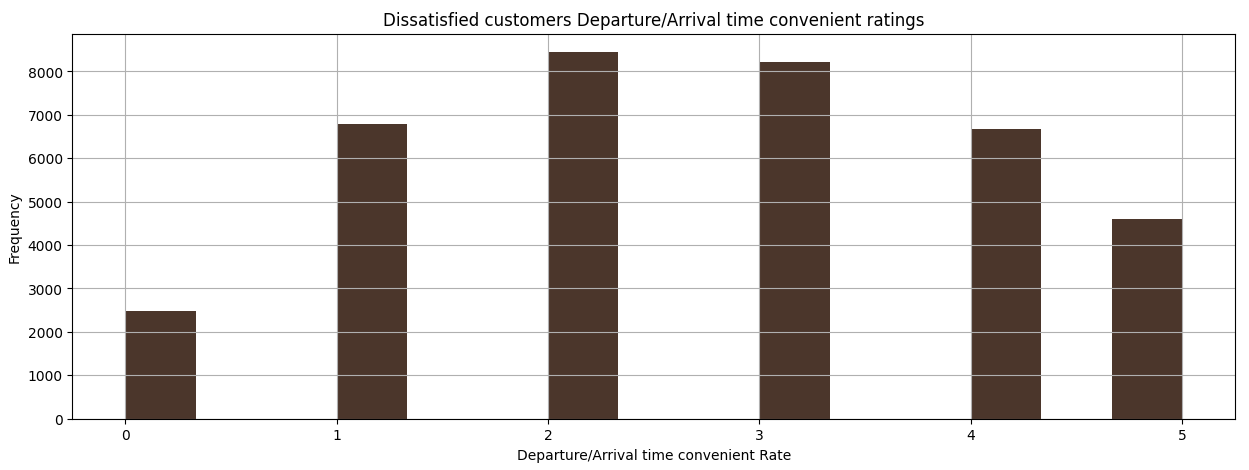 Dissatisfied customers Departure/Arrival time convenient ratings
8000
7000
6000
5000
4000
3000
2000
1000
0
Frequency
0 1 2 3 4 5
Departure/Arrival time convenient Rate